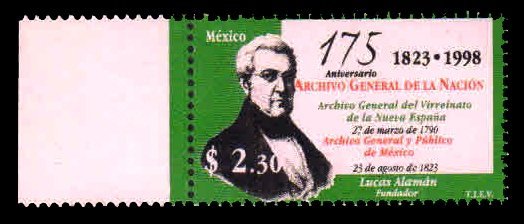 México
175 1823•1998
Aniversario
ARCHIVO GENERAL DE LA NACIÓN
Archivo General del Virreinato
de la Nueva España
27 de marzo de 1790
Archivo General y Público
de México
23 de agosto de 1823
$ 2.30
Lucas Alamán
Fundador
T.I.E.V.